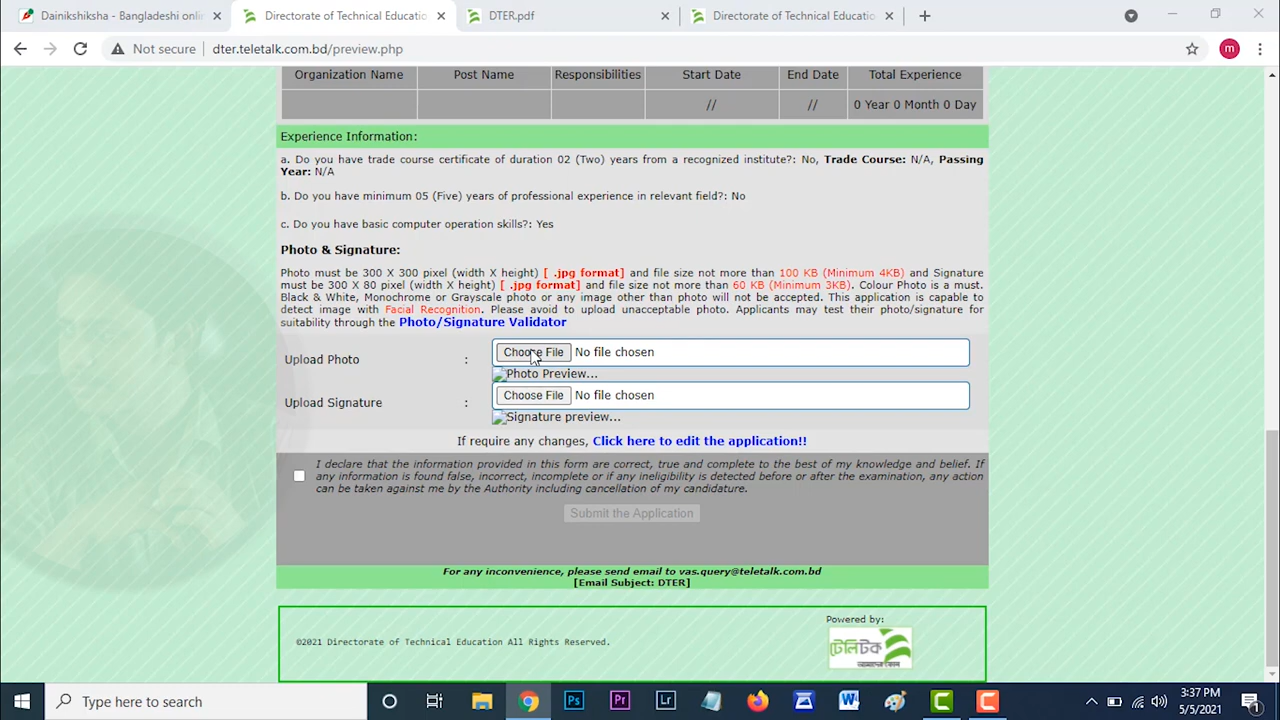 Dainikshiksha - Bangladeshi onli
Directorate of Technical Educatio
DTER.pdf
Directorate of Technical Educatio
Not secure
dter.teletalk.com.bd/preview.php
m
Organization Name Post Name Responsibilities Start Date End Date Total Experience
// // 0 Year 0 Month 0 Day
Experience Information:
a. Do you have trade course certificate of duration 02 (Two) years from a recognized institute?: No, Trade Course: N/A, Passing
Year: N/A
b. Do you have minimum 05 (Five) years of professional experience in relevant field?: No
c. Do you have basic computer operation skills?: Yes
Photo & Signature:
Photo must be 300 X 300 pixel (width X height) [ .jpg format] and file size not more than 100 KB (Minimum 4KB) and Signature
must be 300 X 80 pixel (width X height) [ .jpg format] and file size not more than 60 KB (Minimum 3KB). Colour Photo is a must.
Black & White, Monochrome or Grayscale photo or any image other than photo will not be accepted. This application is capable to
detect image with Facial Recognition. Please avoid to upload unacceptable photo. Applicants may test their photo/signature for
suitability through the Photo/Signature Validator
Upload Photo : Choose File No file chosen
Photo Preview...
Upload Signature : Choose File No file chosen
Signature preview...
If require any changes, Click here to edit the application!!
I declare that the information provided in this form are correct, true and complete to the best of my knowledge and belief. If
any information is found false, incorrect, incomplete or if any ineligibility is detected before or after the examination, any action
can be taken against me by the Authority including cancellation of my candidature.
Submit the Application
For any inconvenience, please send email to vas.query@teletalk.com.bd
[Email Subject: DTER]
©2021 Directorate of Technical Education All Rights Reserved.
Powered by:
টেলিটক
আমাদের ফোন
Type here to search
Ps
Pr
Lr
W
C
C
3:37 PM
5/5/2021
1